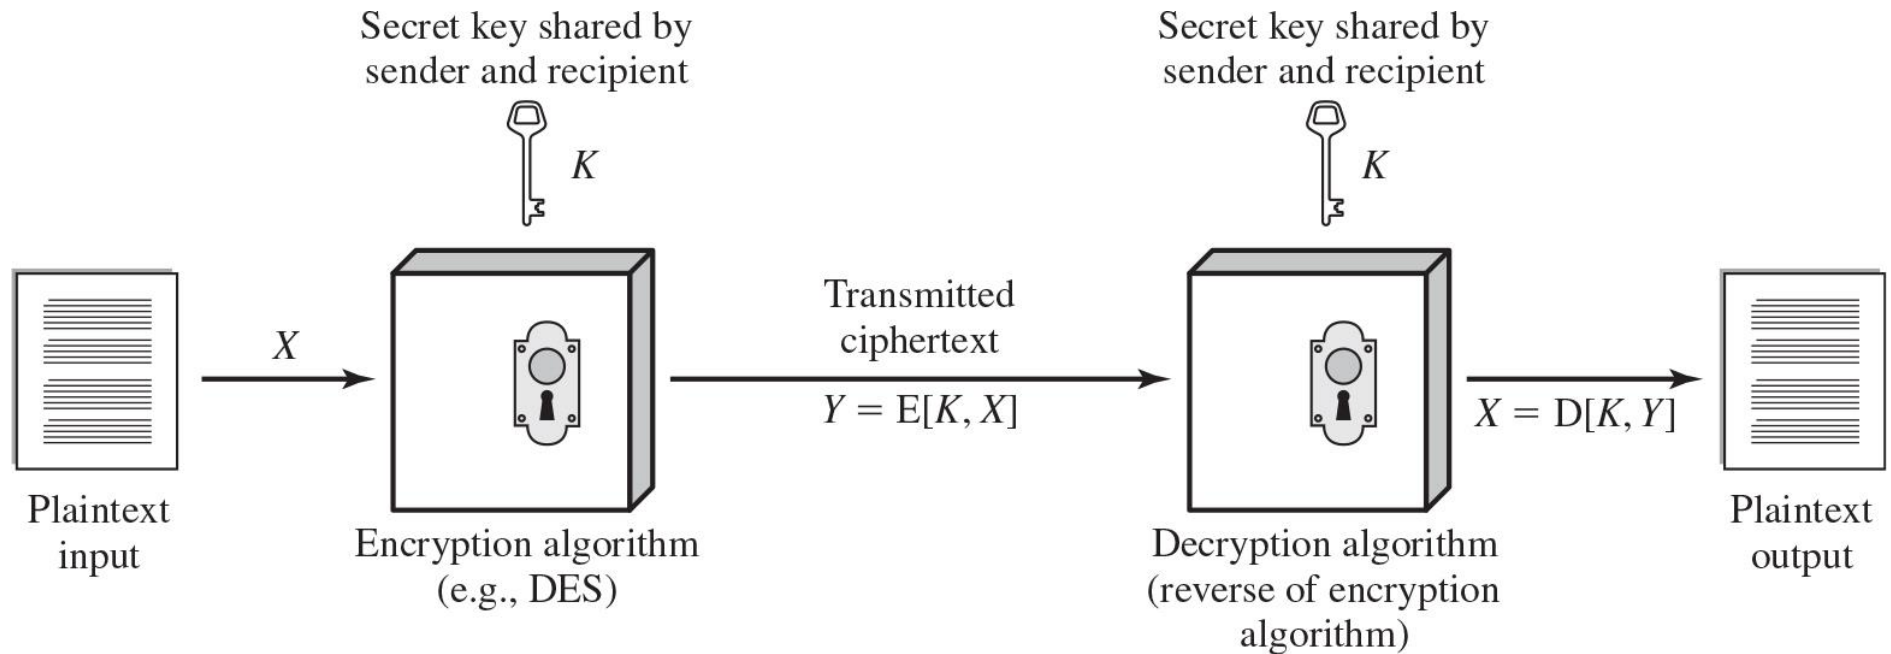 Secret key shared by
sender and recipient
K
Secret key shared by
sender and recipient
K
X
Transmitted
ciphertext
Y = E[K, X]
X = D[K, Y]
Plaintext
input
Encryption algorithm
(e.g., DES)
Decryption algorithm
(reverse of encryption
algorithm)
Plaintext
output